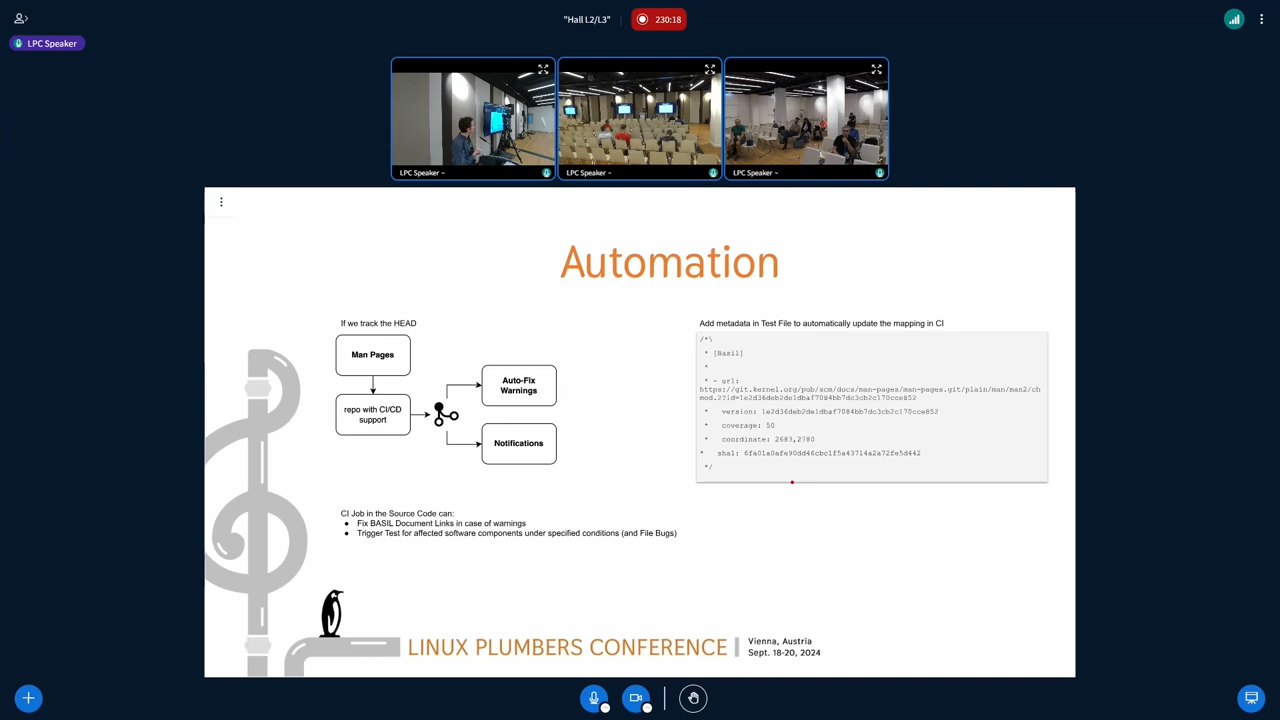 "Hall L2/L3"
230:18
LPC Speaker
LPC Speaker
LPC Speaker
LPC Speaker
Automation
If we track the HEAD
Man Pages
repo with CI/CD
support
Auto-Fix
Warnings
Notifications
CI Job in the Source Code can:
● Fix BASIL Document Links in case of warnings
● Trigger Test for affected software components under specified conditions (and File Bugs)
Add metadata in Test File to automatically update the mapping in CI
/*\
* [Basil]
*
* - url:
https://git.kernel.org/pub/scm/docs/man-pages/man-pages.git/plain/man/man2/ch
mod.2?id=1e2d36deb2de1dbaf7084bb7dc3cb2c170cce852
* version: 1e2d36deb2de1dbaf7084bb7dc3cb2c170cce852
* coverage: 50
* coordinate: 2683,2780
* sha1: 6fa01a0afe90dd46cbc1f5a43714a2a72fe5d442
*/
LINUX PLUMBERS CONFERENCE
Vienna, Austria
Sept. 18-20, 2024